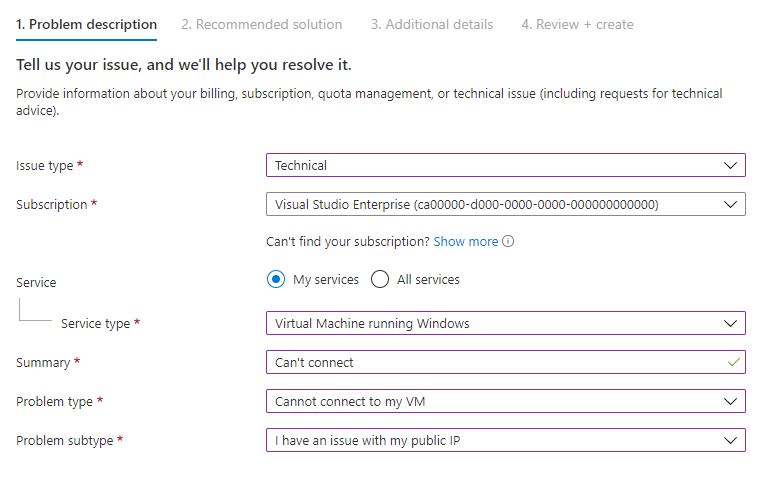 1. Problem description 2. Recommended solution 3. Additional details 4. Review + create
Tell us your issue, and we'll help you resolve it.
Provide information about your billing, subscription, quota management, or technical issue (including requests for technical
advice).
Issue type * Technical
Subscription * Visual Studio Enterprise (ca00000-d000-0000-0000-000000000000)
Can't find your subscription? Show more
Service My services All services
Service type * Virtual Machine running Windows
Summary * Can't connect
Problem type * Cannot connect to my VM
Problem subtype * I have an issue with my public IP